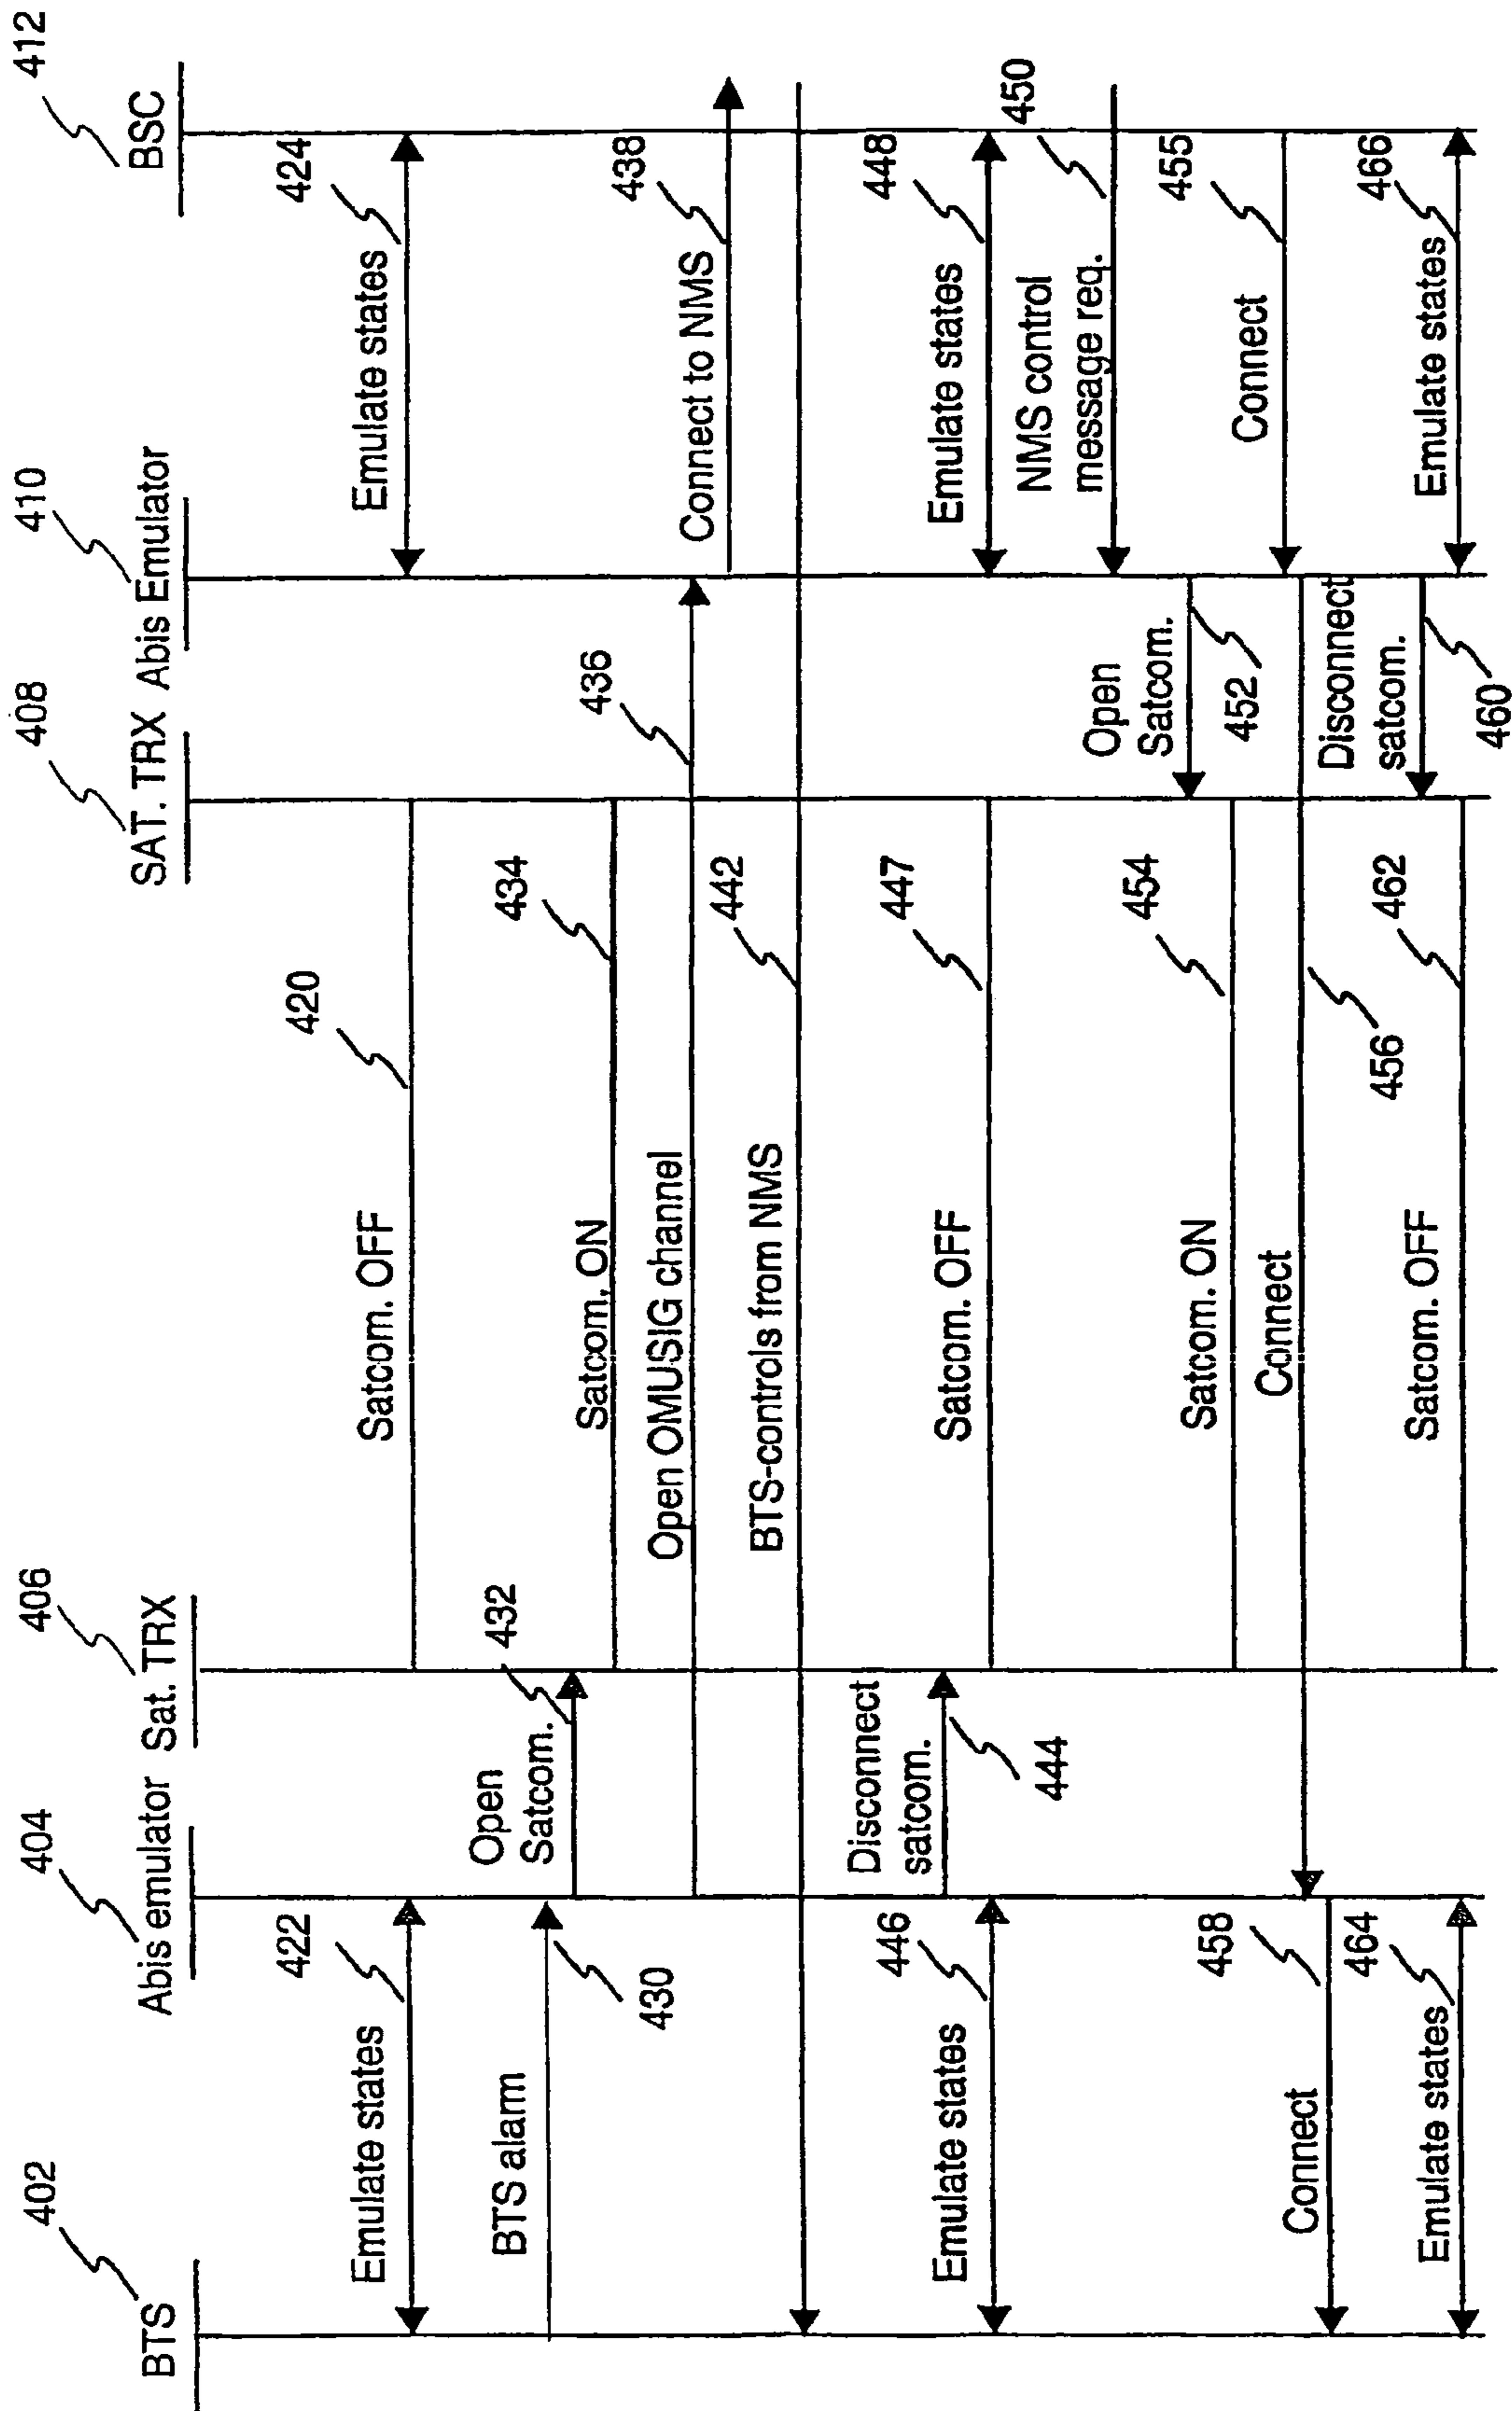 402
404
406
408
410
412
BTS
Abis emulator
Sat. TRX
SAT. TRX
Abis Emulator
BSC
Emulate states
422
Satcom. OFF
420
Emulate states
424
BTS alarm
430
Open
Satcom.
432
Satcom. ON
434
Open OMUSIG channel
436
Connect to NMS
438
BTS-controls from NMS
442
Disconnect
satcom.
444
Emulate states
446
Satcom. OFF
447
Emulate states
448
NMS control
message req.
450
Open
Satcom.
452
Satcom. ON
454
Connect
455
Connect
456
Connect
458
Disconnect
satcom.
460
Satcom. OFF
462
Emulate states
464
Emulate states
466